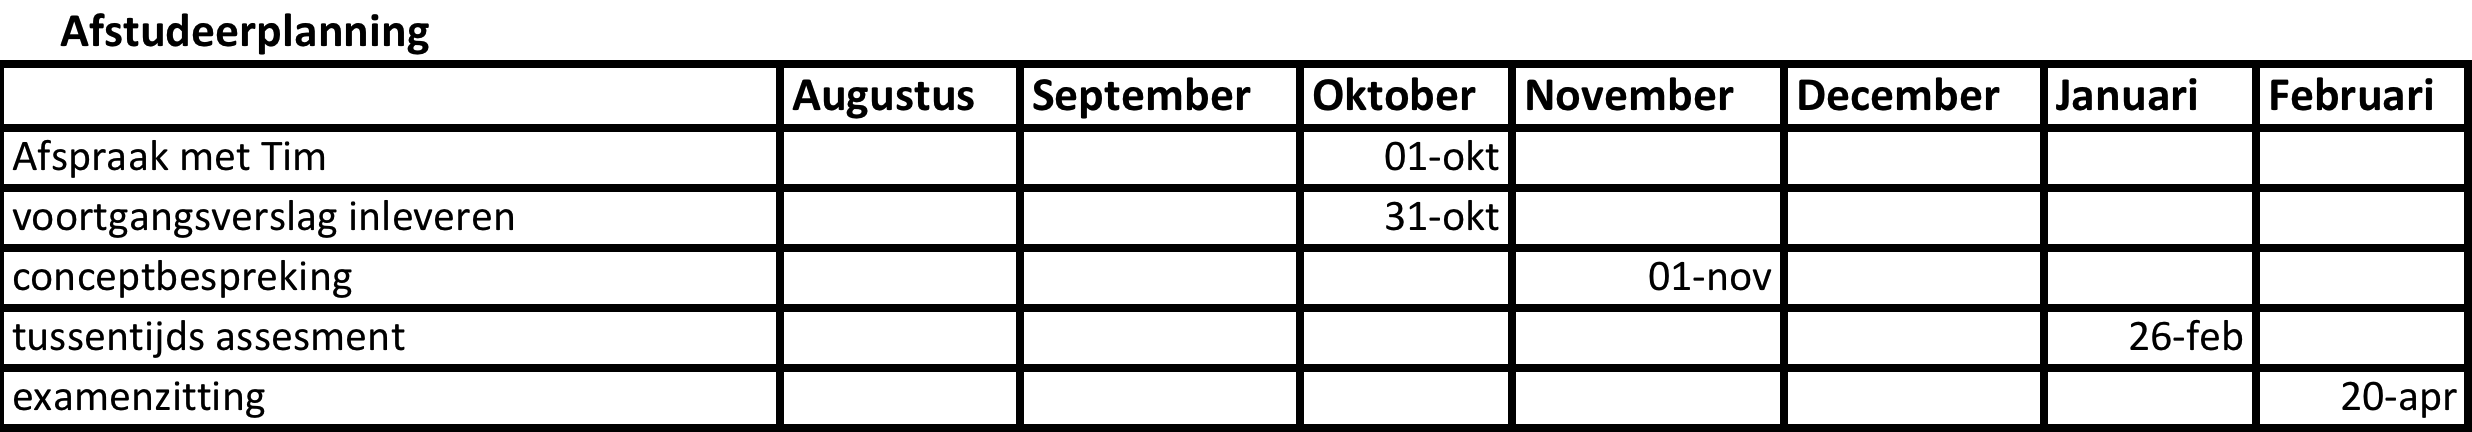 Afstudeerplanning
Augustus September Oktober November December Januari Februari
Afspraak met Tim 01-okt
voortgangsverslag inleveren 31-okt
conceptbespreking 01-nov
tussentijds assesment 26-feb
examenzitting 20-apr